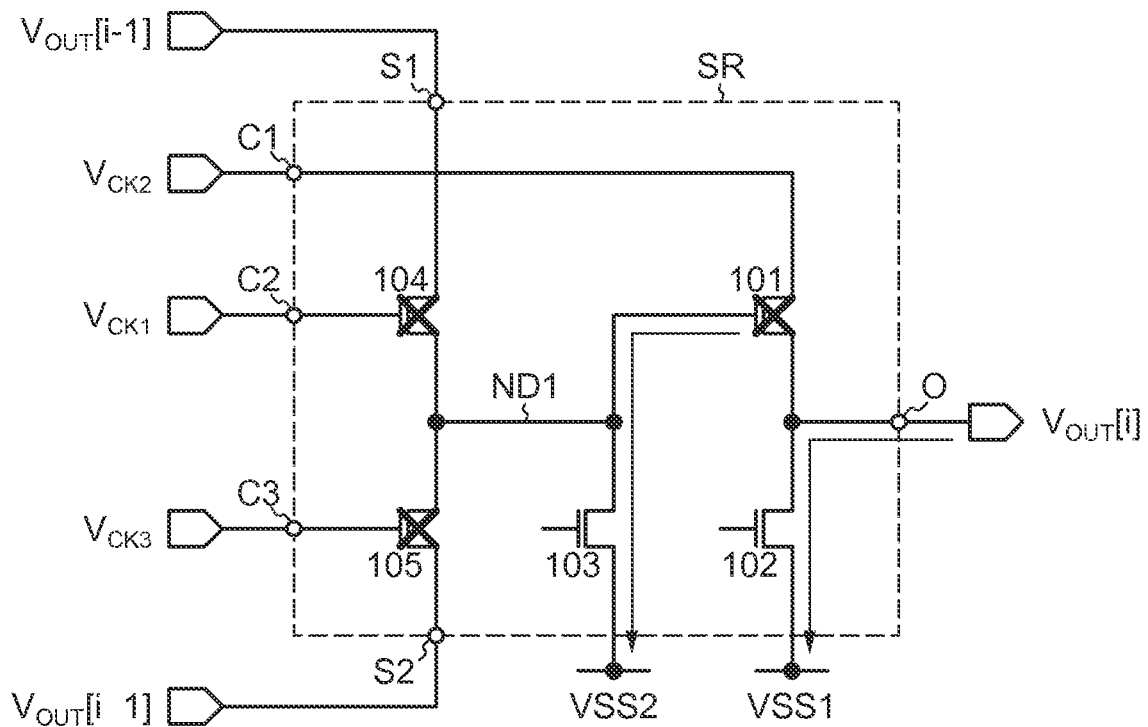 VOUT[i-1]
S1
SR
C1
VCK2
C2
104
101
VCK1
ND1
O
VOUT[i]
C3
VCK3
105
103
102
S2
VSS2
VSS1
VOUT[i 1]